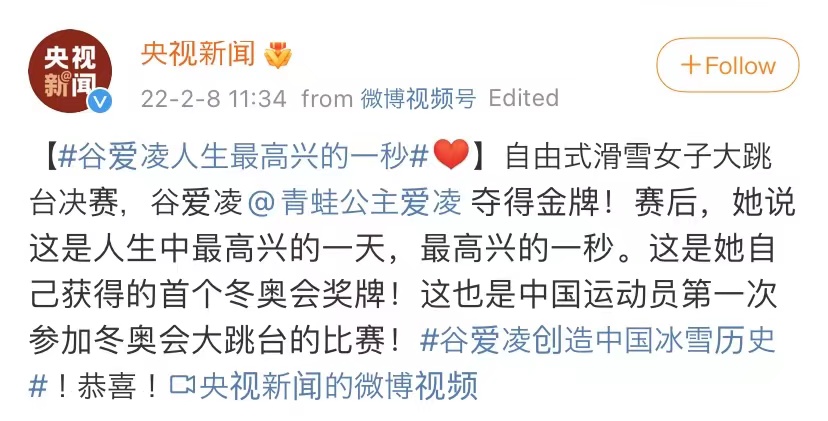 央视新闻
央视
@
新闻
22-2-8 11:34 from 微博视频号 Edited
+Follow
【#谷爱凌人生最高兴的一秒#❤️】自由式滑雪女子大跳
台决赛，谷爱凌@青蛙公主爱凌 夺得金牌！赛后，她说
这是人生中最高兴的一天，最高兴的一秒。这是她自
己获得的首个冬奥会奖牌！这也是中国运动员第一次
参加冬奥会大跳台的比赛！#谷爱凌创造中国冰雪历史
#！恭喜！央视新闻的微博视频